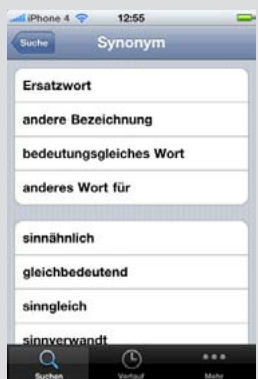 iPhone 4 12:55
Suche Synonym
Ersatzwort
andere Bezeichnung
bedeutungsgleiches Wort
anderes Wort für
sinnähnlich
gleichbedeutend
sinngleich
sinnverwandt
Suchen Verlauf Mehr